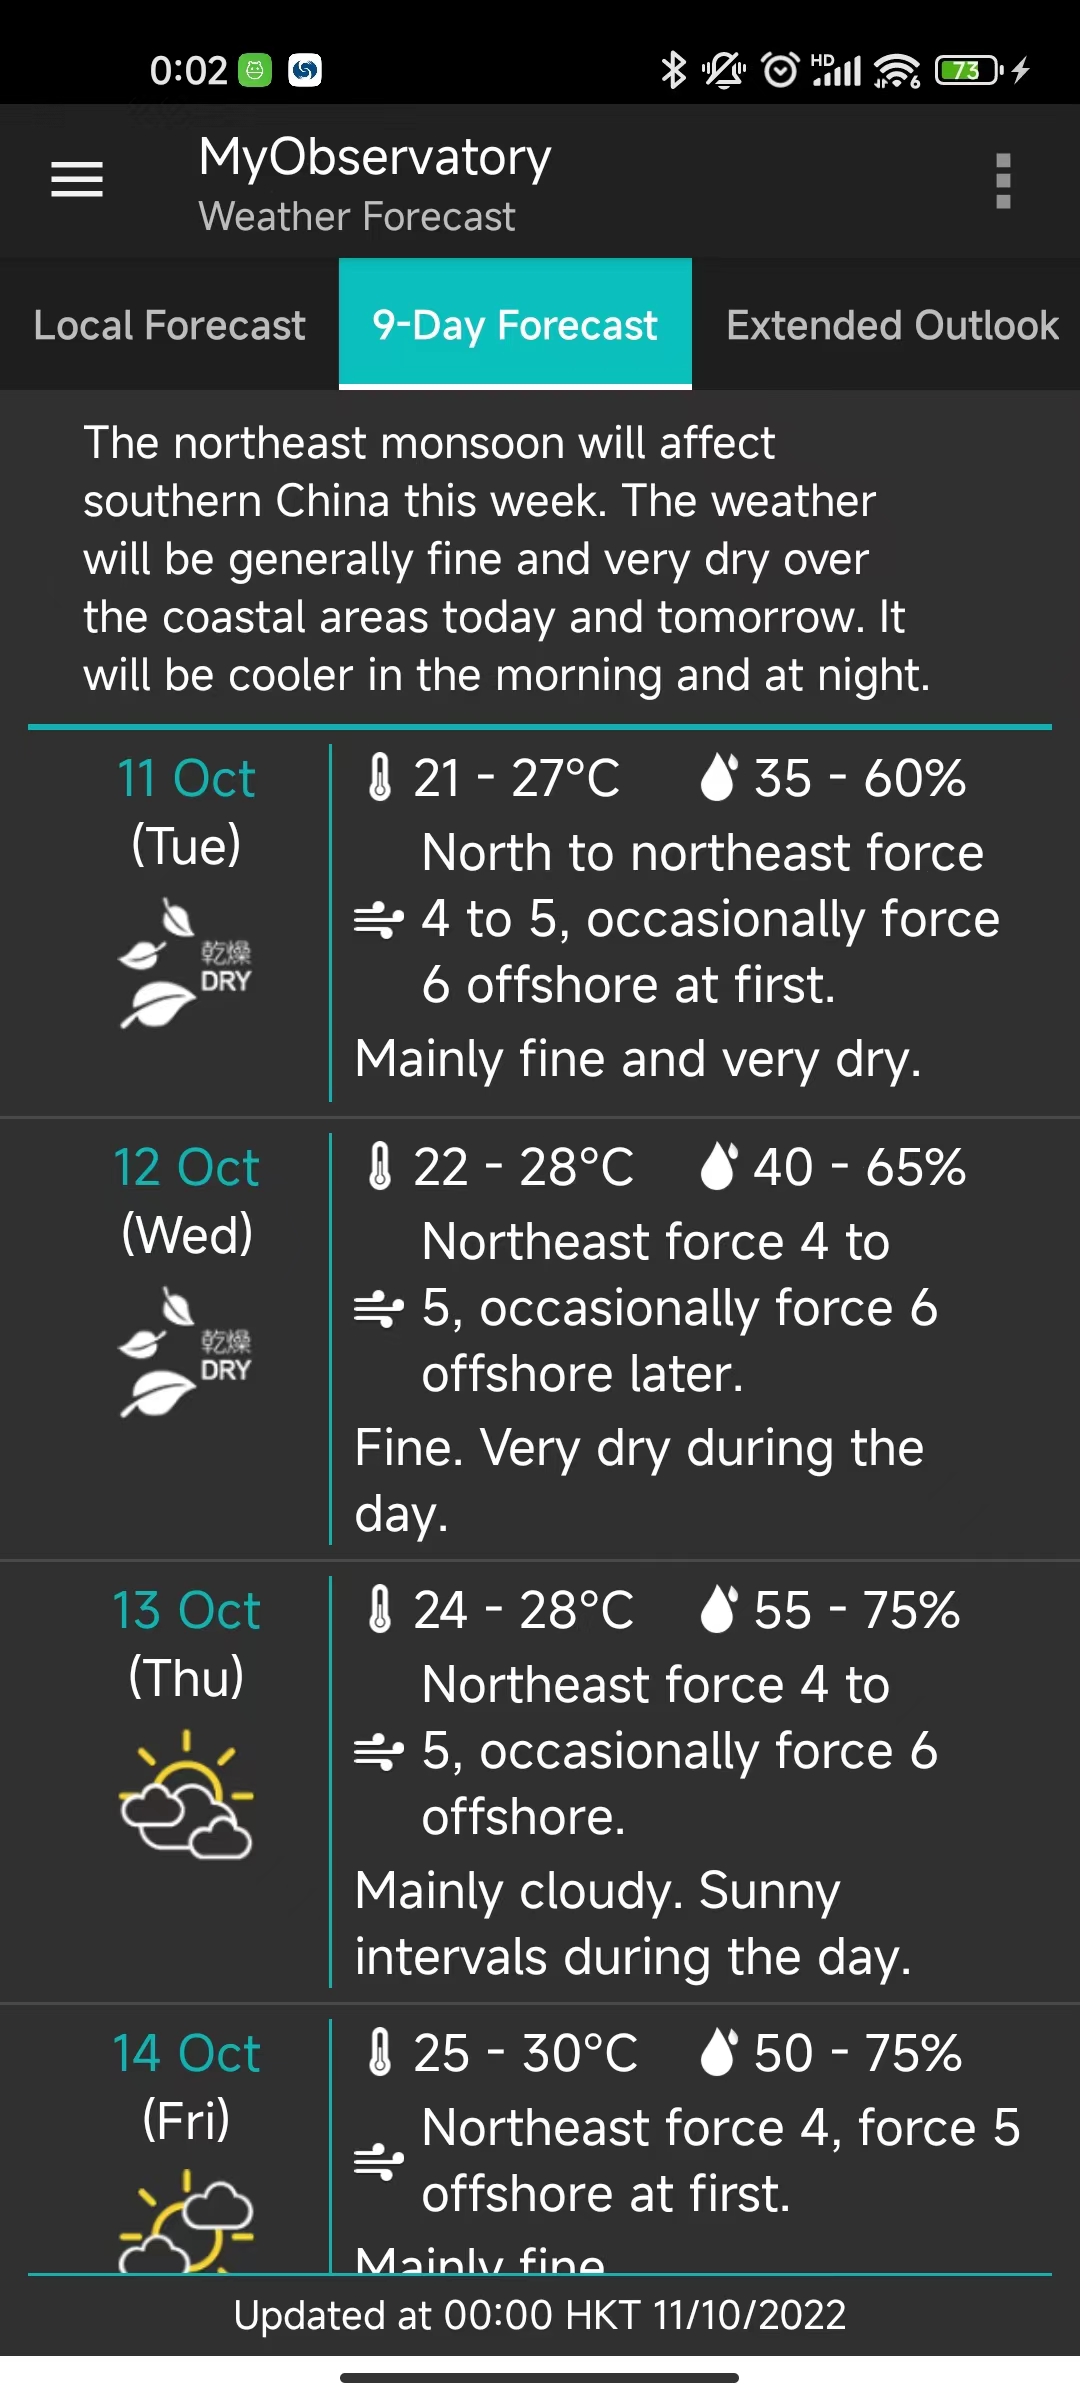 0:02
HD
6
73
MyObservatory
Weather Forecast
Local Forecast
9-Day Forecast
Extended Outlook
The northeast monsoon will affect
southern China this week. The weather
will be generally fine and very dry over
the coastal areas today and tomorrow. It
will be cooler in the morning and at night.
11 Oct
(Tue)
乾燥
DRY
21 - 27°C
35 - 60%
North to northeast force
4 to 5, occasionally force
6 offshore at first.
Mainly fine and very dry.
12 Oct
(Wed)
乾燥
DRY
22 - 28°C
40 - 65%
Northeast force 4 to
5, occasionally force 6
offshore later.
Fine. Very dry during the
day.
13 Oct
(Thu)
24 - 28°C
55 - 75%
Northeast force 4 to
5, occasionally force 6
offshore.
Mainly cloudy. Sunny
intervals during the day.
14 Oct
(Fri)
25 - 30°C
50 - 75%
Northeast force 4, force 5
offshore at first.
Mainly fine
Updated at 00:00 HKT 11/10/2022